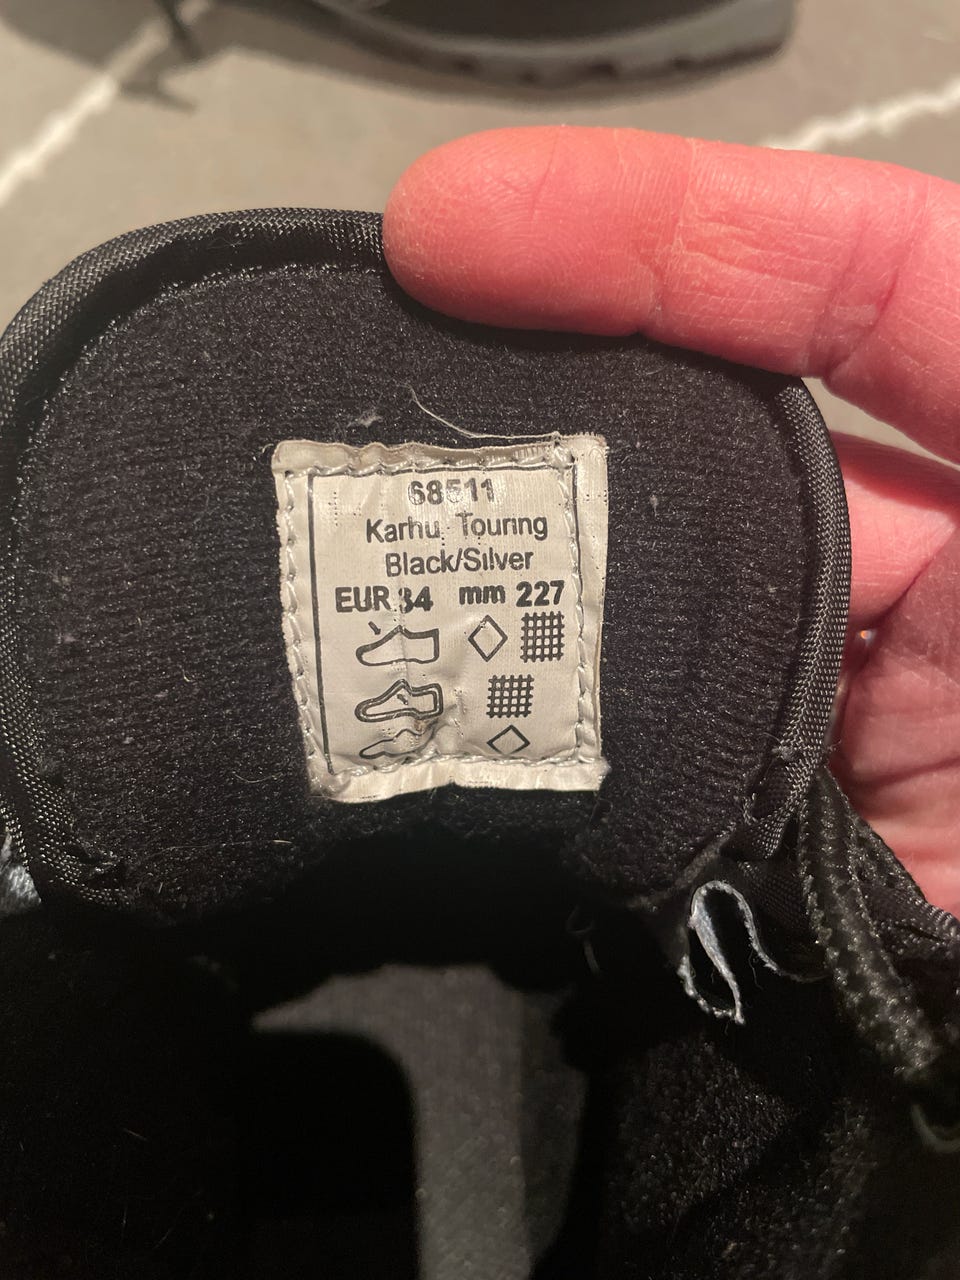 68511
Karhu Touring
Black/Silver
EUR 34 mm 227